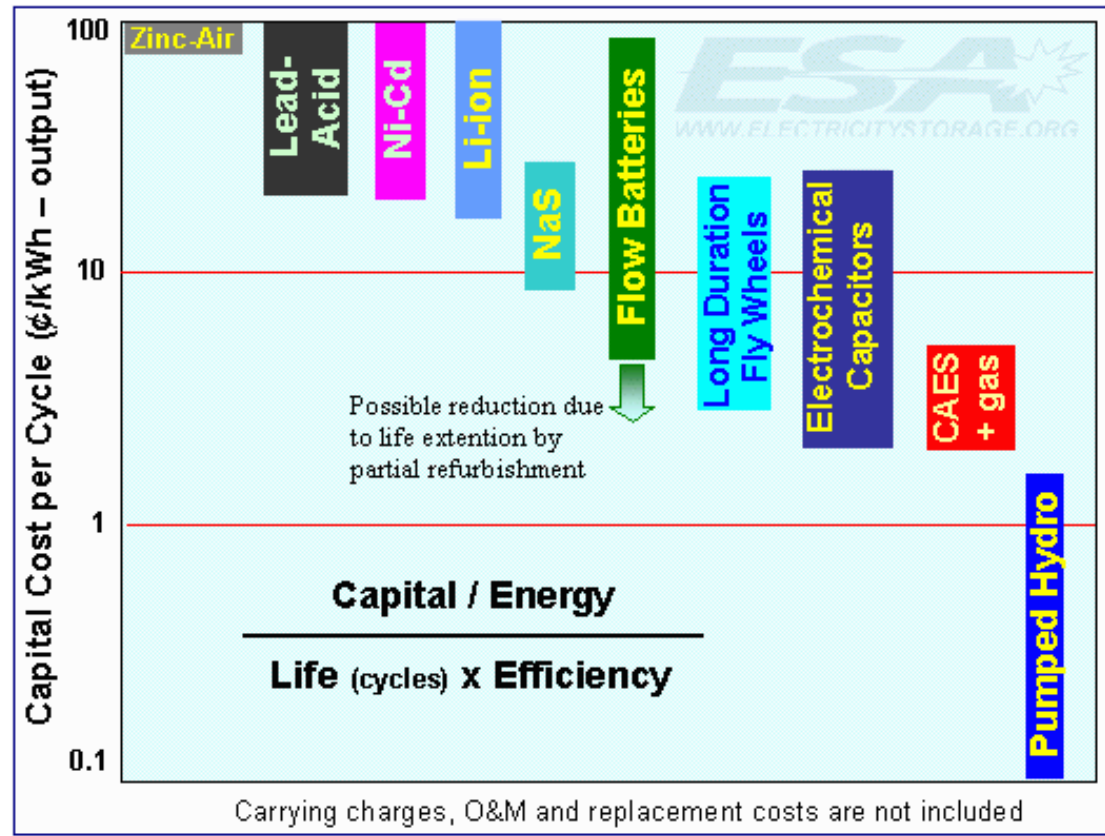 Capital Cost per Cycle (¢/kWh – output)
100
10
1
0.1
Zinc-Air
Lead-
Acid
Ni-Cd
Li-ion
NaS
Flow Batteries
Long Duration
Fly Wheels
Electrochemical
Capacitors
CAES
+ gas
Pumped Hydro
ESA
WWW.ELECTRICITYSTORAGE.ORG
Possible reduction due
to life extention by
partial refurbishment
Capital / Energy
Life (cycles) x Efficiency
Carrying charges, O&M and replacement costs are not included